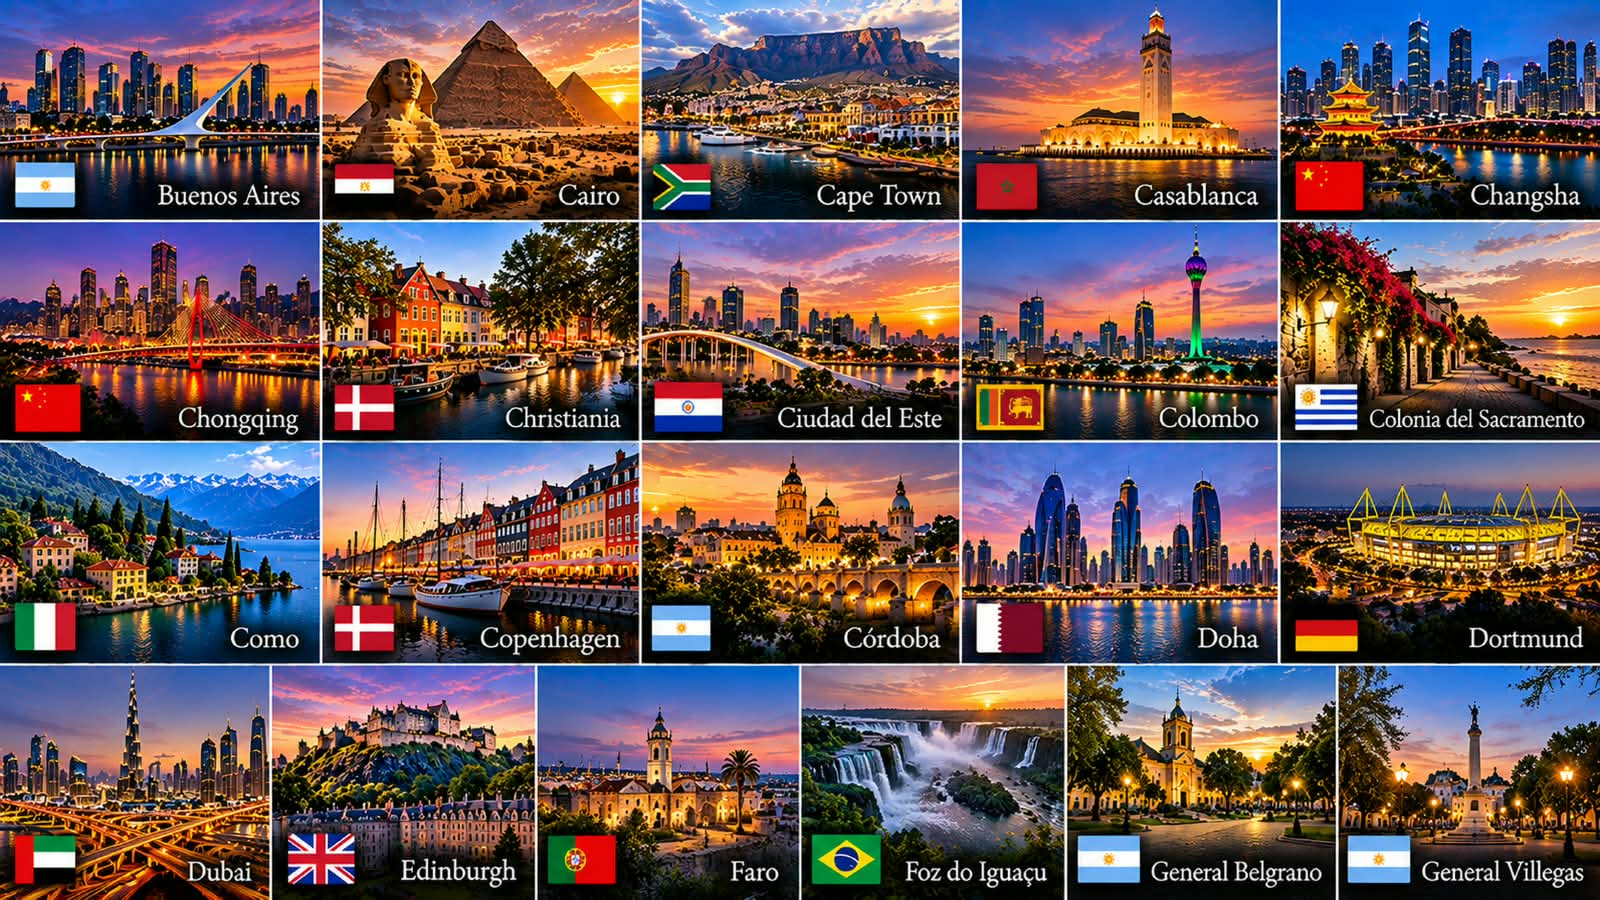 Buenos Aires
Cairo
Cape Town
Casablanca
Changsha
Chongqing
Christiania
Ciudad del Este
Colombo
Colonia del Sacramento
Como
Copenhagen
Córdoba
Doha
Dortmund
Dubai
Edinburgh
Faro
Foz do Iguaçu
General Belgrano
General Villegas